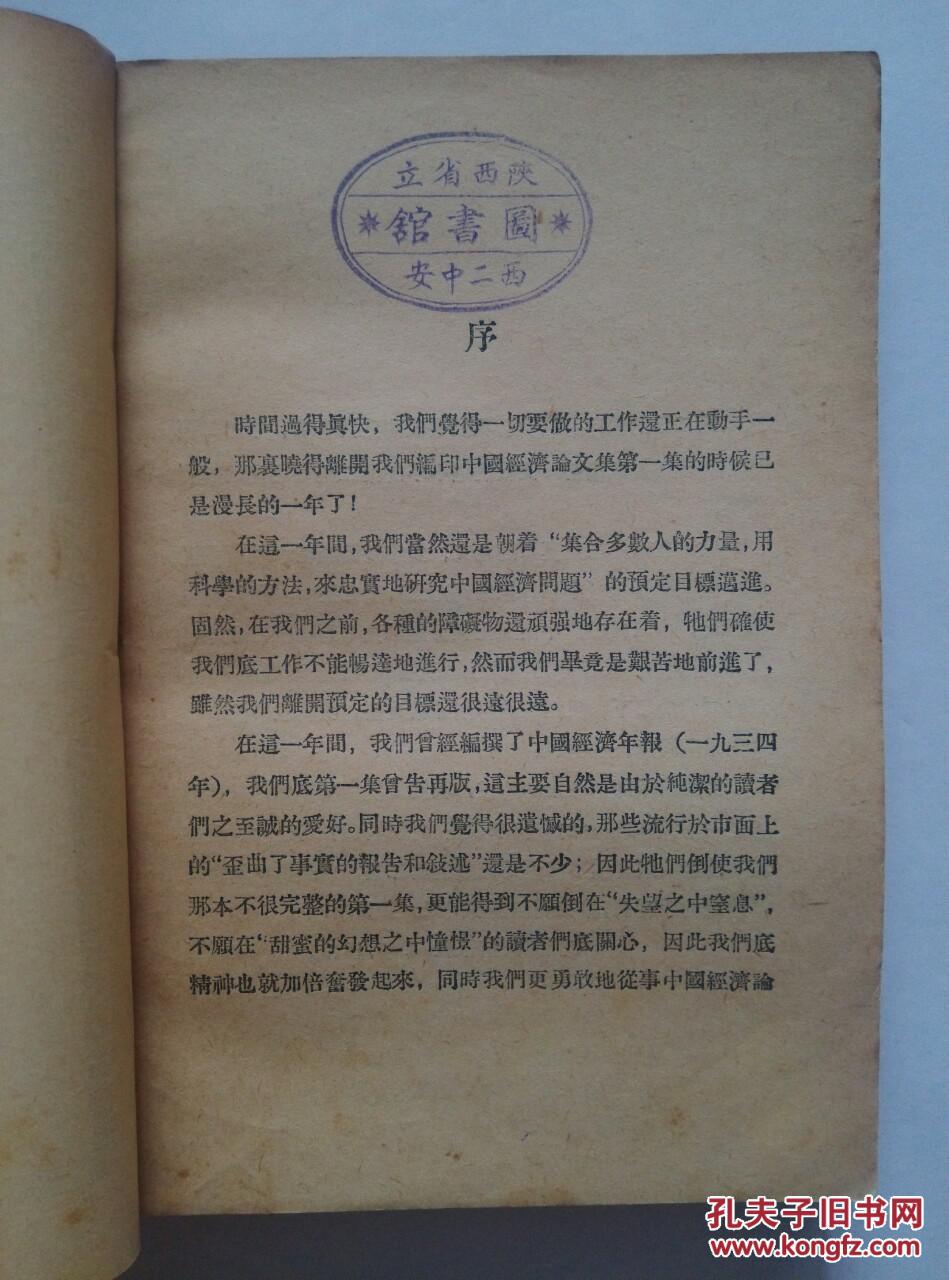 陝西省立
圖書館
西二中安
序
時間過得眞快，我們覺得一切要做的工作還正在動手一
般，那裏曉得離開我們編印中國經濟論文集第一集的時候已
是漫長的一年了！
在這一年間，我們當然還是朝着“集合多數人的力量，用
科學的方法，來忠實地研究中國經濟問題”的預定目標邁進。
固然，在我們之前，各種的障礙物還頑强地存在着，牠們確使
我們底工作不能暢達地進行，然而我們畢竟是艱苦地前進了，
雖然我們離開預定的目標還很遠很遠。
在這一年間，我們曾經編撰了中國經濟年報（一九三四
年），我們底第一集曾告再版，這主要自然是由於純潔的讀者
們之至誠的愛好。同時我們覺得很遺憾的，那些流行於市面上
的“歪曲了事實的報告和敍述”還是不少；因此牠們倒使我們
那本不很完整的第一集，更能得到不願倒在“失望之中窒息”，
不願在“甜蜜的幻想之中憧憬”的讀者們底關心，因此我們底
精神也就加倍奮發起來，同時我們更勇敢地從事中國經濟論
孔夫子旧书网
www.kongfz.com